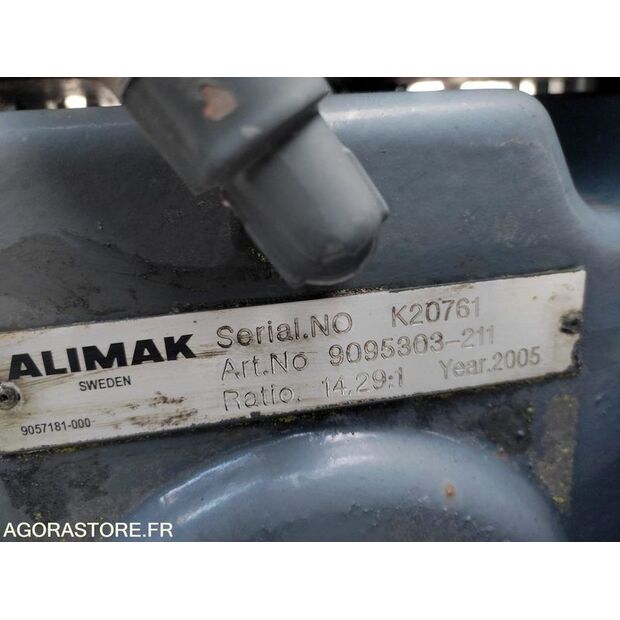 ALIMAK
SWEDEN
9057181-000
Serial.NO K20761
Art.No 9095303-211
Ratio. 14,29:1 Year.2005
AGORASTORE.FR